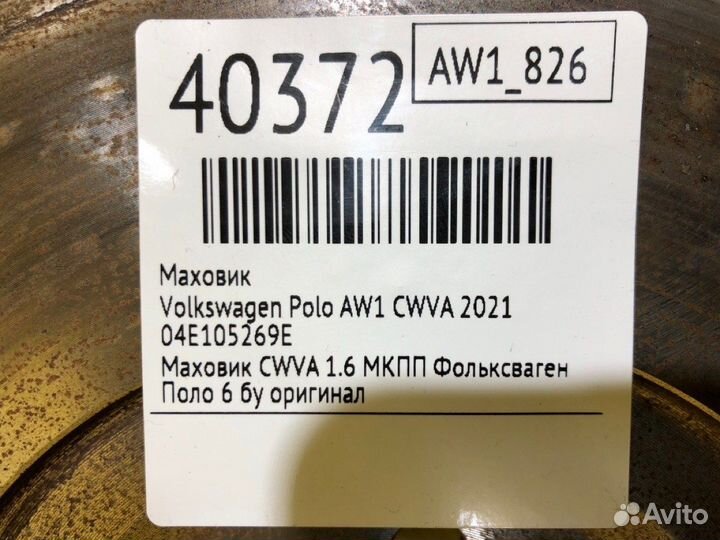 40372
AW1_826
Маховик
Volkswagen Polo AW1 CWVA 2021
04E105269E
Маховик CWVA 1.6 МКПП Фольксваген
Поло 6 бу оригинал
Avito